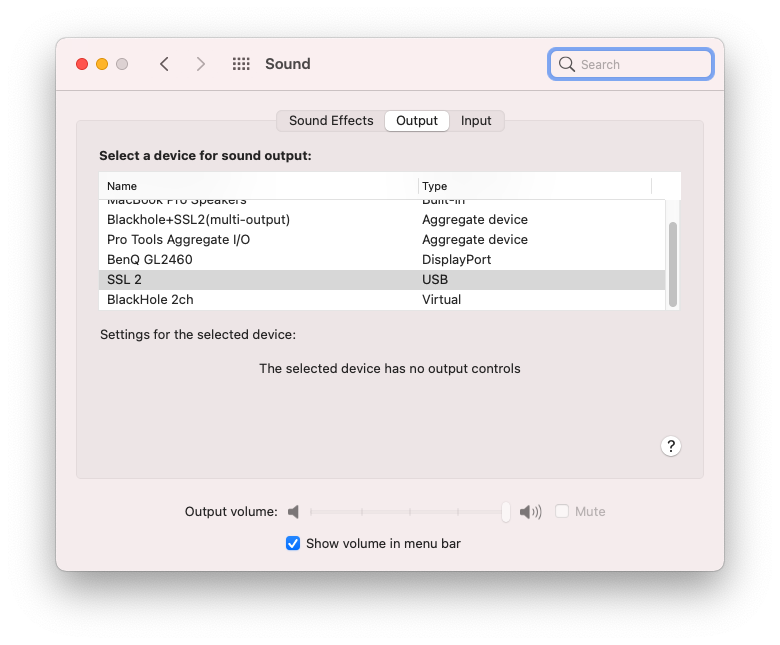 Sound
Search
Sound Effects Output Input
Select a device for sound output:
Name Type
MacBook Pro Speakers Built-in
Blackhole+SSL2(multi-output) Aggregate device
Pro Tools Aggregate I/O Aggregate device
BenQ GL2460 DisplayPort
SSL 2 USB
BlackHole 2ch Virtual
Settings for the selected device:
The selected device has no output controls
?
Output volume: Mute
Show volume in menu bar